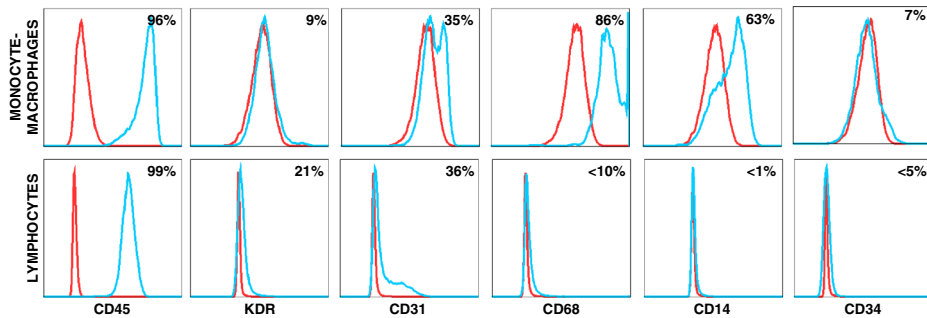 MONOCYTE-
MACROPHAGES
96%
9%
35%
86%
63%
7%
LYMPHOCYTES
99%
21%
36%
<10%
<1%
<5%
CD45
KDR
CD31
CD68
CD14
CD34